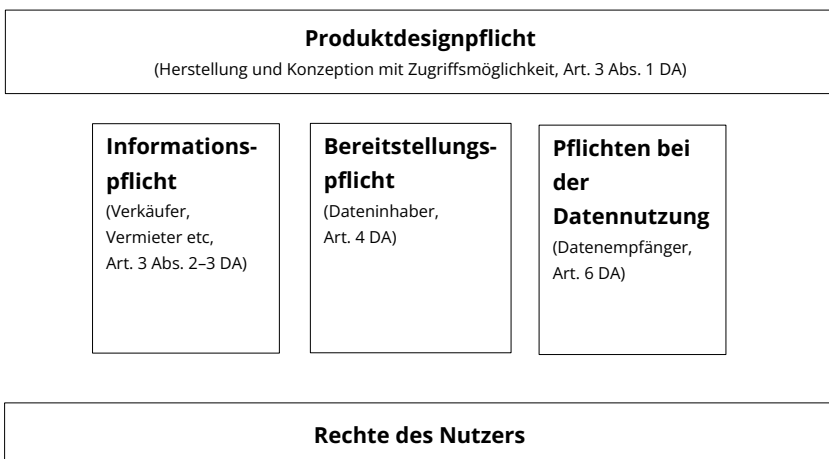 Produktdesignpflicht
(Herstellung und Konzeption mit Zugriffsmöglichkeit, Art. 3 Abs. 1 DA)
Informations-
pflicht
(Verkäufer,
Vermieter etc,
Art. 3 Abs. 2–3 DA)
Bereitstellungs-
pflicht
(Dateninhaber,
Art. 4 DA)
Pflichten bei
der
Datennutzung
(Datenempfänger,
Art. 6 DA)
Rechte des Nutzers